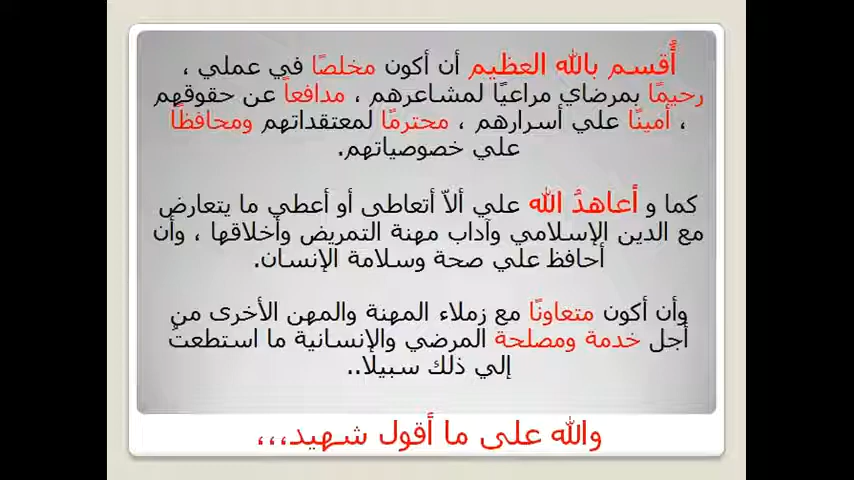 أُقسم بالله العظيم أن أكون مخلصًا في عملي ،
رحيمًا بمرضاي مراعيًا لمشاعرهم ، مدافعاً عن حقوقهم
، أمينًا علي أسرارهم ، محترمًا لمعتقداتهم ومحافظًا
علي خصوصياتهم.
كما و أعاهدُ الله علي ألاّ أتعاطى أو أعطي ما يتعارض
مع الدين الإسلامي وآداب مهنة التمريض وأخلاقها ، وأن
أحافظ علي صحة وسلامة الإنسان.
وأن أكون متعاونًا مع زملاء المهنة والمهن الأخرى من
أجل خدمة ومصلحة المرضي والإنسانية ما استطعتُ
إلي ذلك سبيلا..
والله على ما أقول شهيد،،،